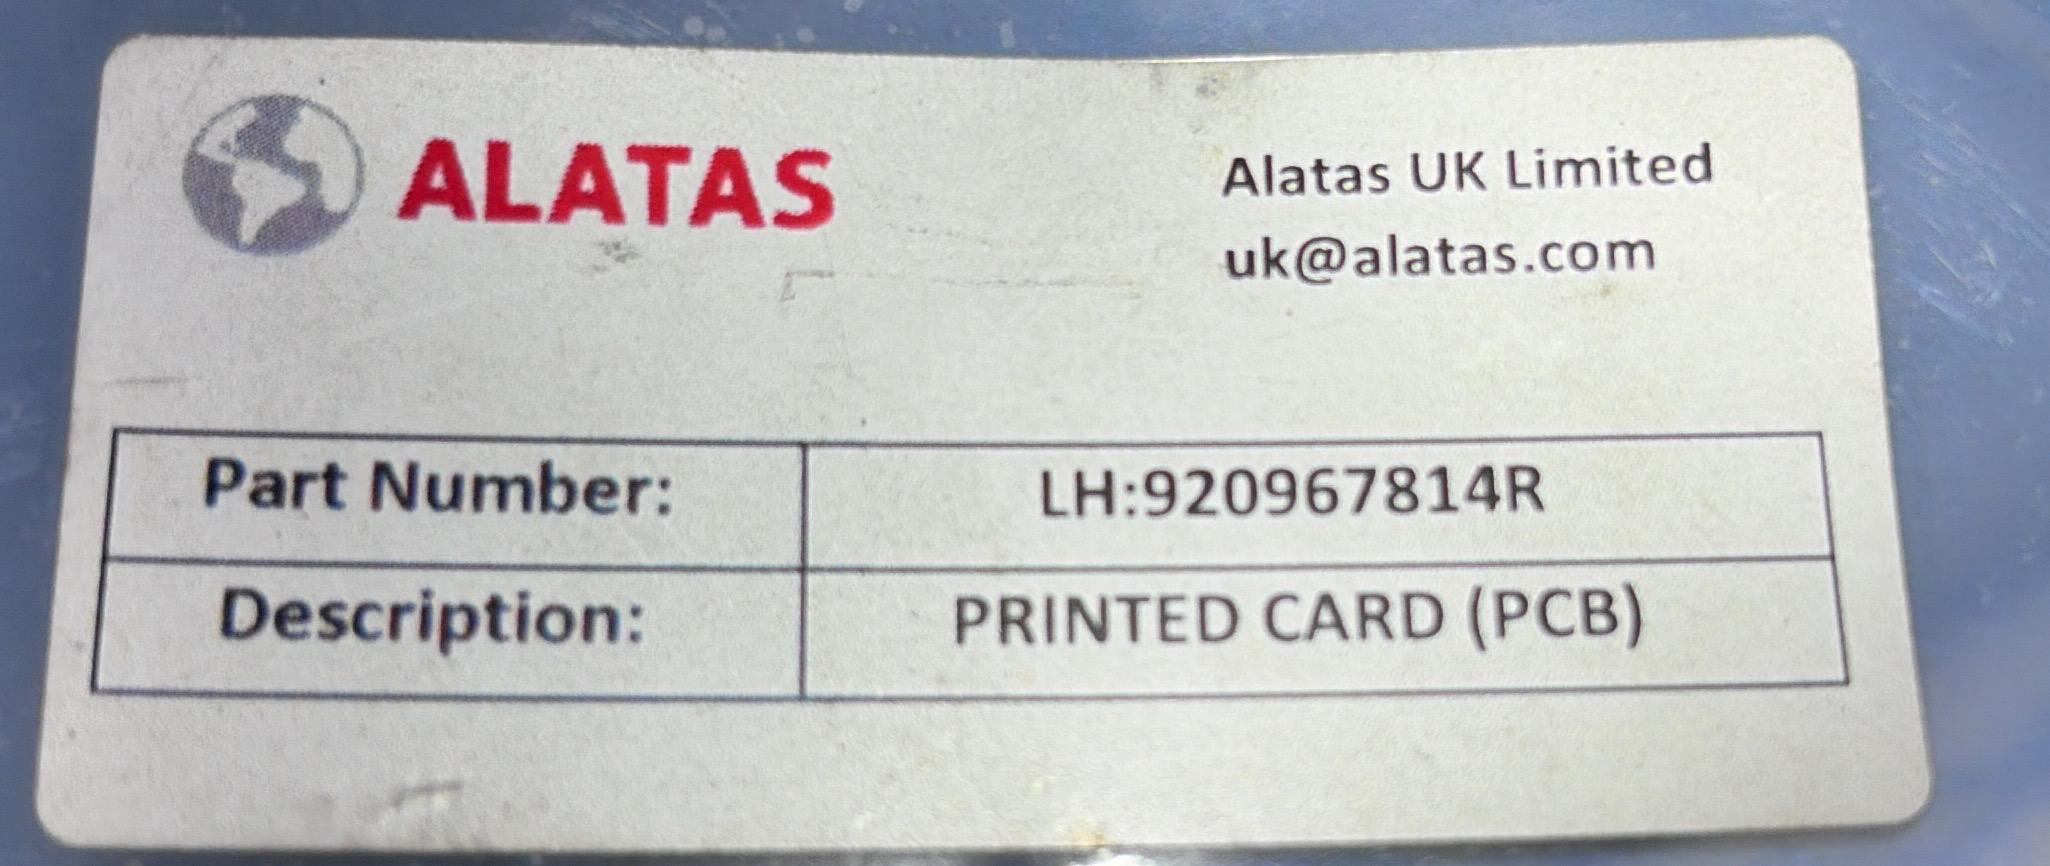 ALATAS
Alatas UK Limited
uk@alatas.com
Part Number: LH:920967814R
Description: PRINTED CARD (PCB)